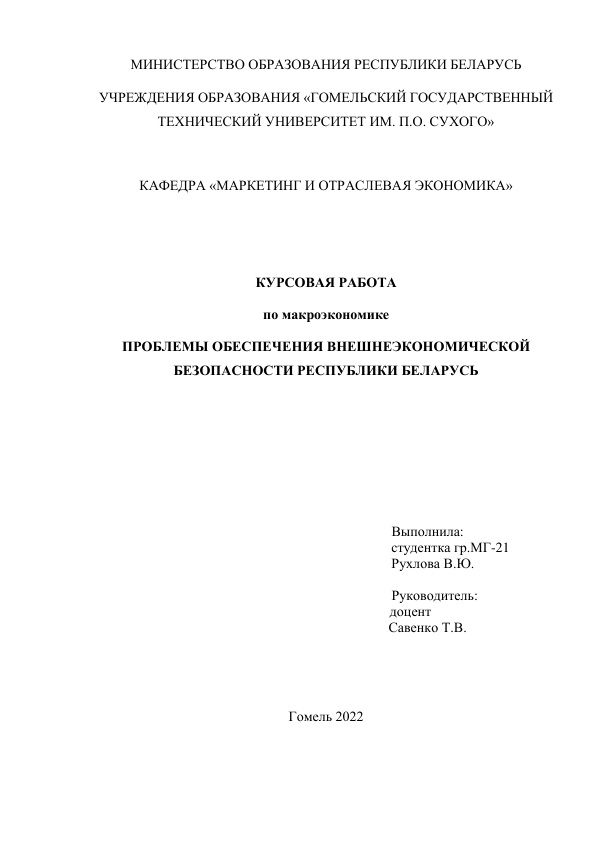 МИНИСТЕРСТВО ОБРАЗОВАНИЯ РЕСПУБЛИКИ БЕЛАРУСЬ
УЧРЕЖДЕНИЯ ОБРАЗОВАНИЯ «ГОМЕЛЬСКИЙ ГОСУДАРСТВЕННЫЙ
ТЕХНИЧЕСКИЙ УНИВЕРСИТЕТ ИМ. П.О. СУХОГО»
КАФЕДРА «МАРКЕТИНГ И ОТРАСЛЕВАЯ ЭКОНОМИКА»
КУРСОВАЯ РАБОТА
по макроэкономике
ПРОБЛЕМЫ ОБЕСПЕЧЕНИЯ ВНЕШНЕЭКОНОМИЧЕСКОЙ
БЕЗОПАСНОСТИ РЕСПУБЛИКИ БЕЛАРУСЬ
Выполнила:
студентка гр.МГ-21
Рухлова В.Ю.
Руководитель:
доцент
Савенко Т.В.
Гомель 2022